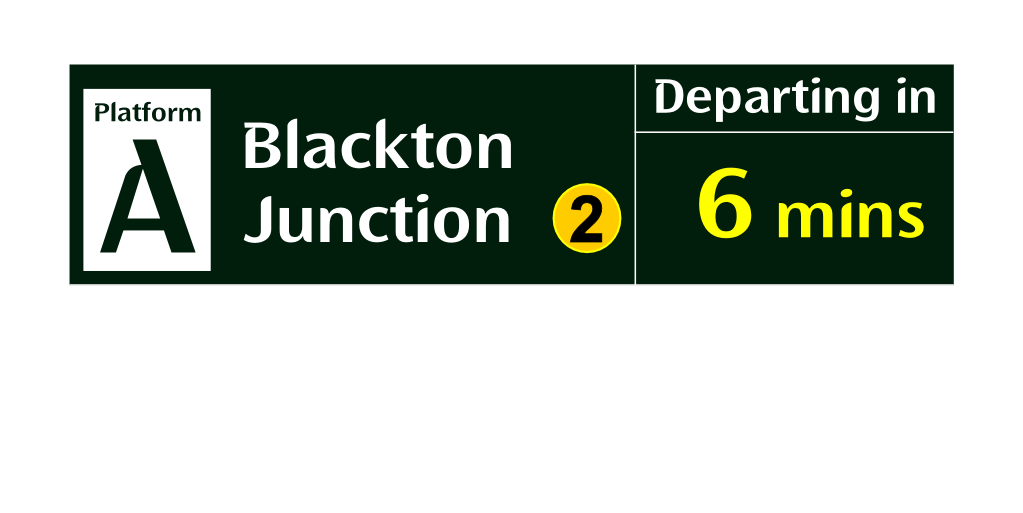 Platform
A
Blackton
Junction
2
Departing in
6 mins